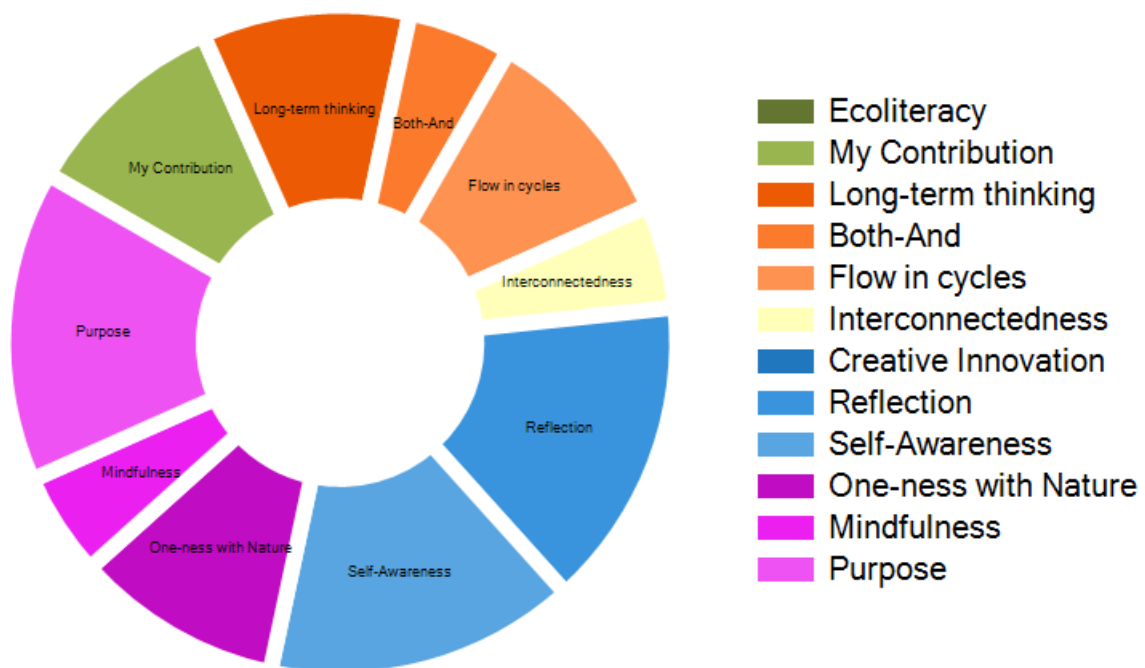 Long-term thinking
Both-And
My Contribution
Flow in cycles
Interconnectedness
Purpose
Reflection
Mindfulness
One-ness with Nature
Self-Awareness
Ecoliteracy
My Contribution
Long-term thinking
Both-And
Flow in cycles
Interconnectedness
Creative Innovation
Reflection
Self-Awareness
One-ness with Nature
Mindfulness
Purpose